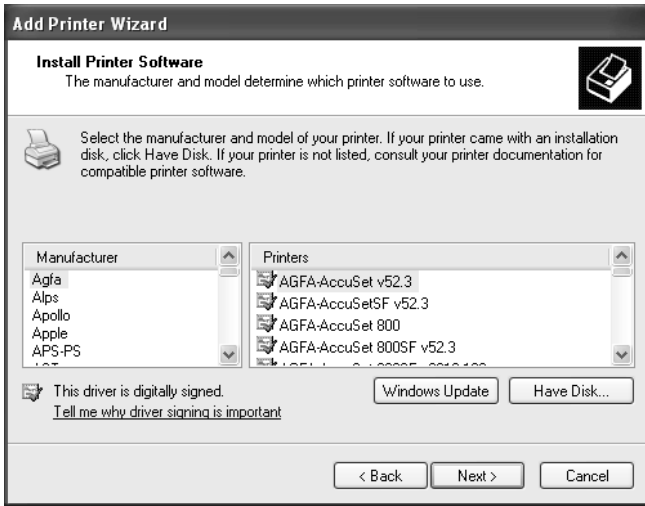 Add Printer Wizard
Install Printer Software
The manufacturer and model determine which printer software to use.
Select the manufacturer and model of your printer. If your printer came with an installation
disk, click Have Disk. If your printer is not listed, consult your printer documentation for
compatible printer software.
Manufacturer
Agfa
Alps
Apollo
Apple
APS-PS
Printers
AGFA-AccuSet v52.3
AGFA-AccuSetSF v52.3
AGFA-AccuSet 800
AGFA-AccuSet 800SF v52.3
This driver is digitally signed.
Tell me why driver signing is important
Windows Update
Have Disk...
< Back
Next >
Cancel